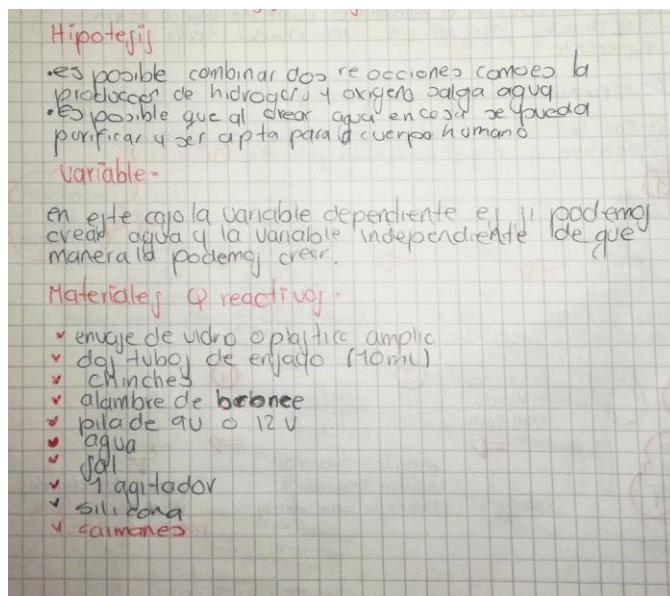 Hipotesis
• es posible combinar dos reacciones como es la
produccion de hidrogeno y oxigeno salga agua
• Es posible que al crear agua en casa se pueda
purificar y ser apta para el cuerpo humano
variable-
en este caso la variable dependiente es si podemos
crear agua y la variable independiente de que
manera la podemos crear.
Materiales y reactivos-
✓ envase de vidro o plastico amplio
✓ dos tubos de ensado (10mL)
✓ chinches
✓ alambre de bronce
✓ pila de 9v o 12v
✓ agua
✓ sal
✓ 1 agitador
✓ silicona
✓ caimanes